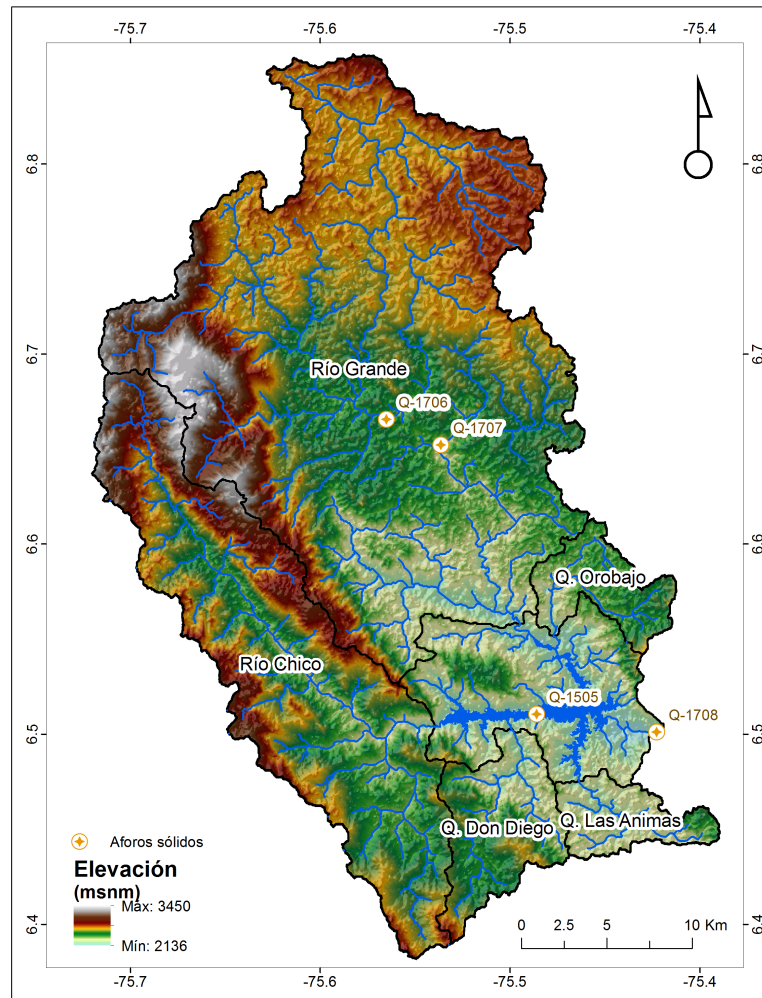 -75.7
-75.6
-75.5
-75.4
6.8
6.8
6.7
6.7
Río Grande
Q-1706
Q-1707
6.6
6.6
Q. Orobajo
Río Chico
Q-1505
Q-1708
6.5
6.5
Q. Don Diego
Q. Las Animas
Aforos sólidos
Elevación
(msnm)
Máx: 3450
Mín: 2136
0
2.5
5
10 Km
6.4
6.4
-75.7
-75.6
-75.5
-75.4